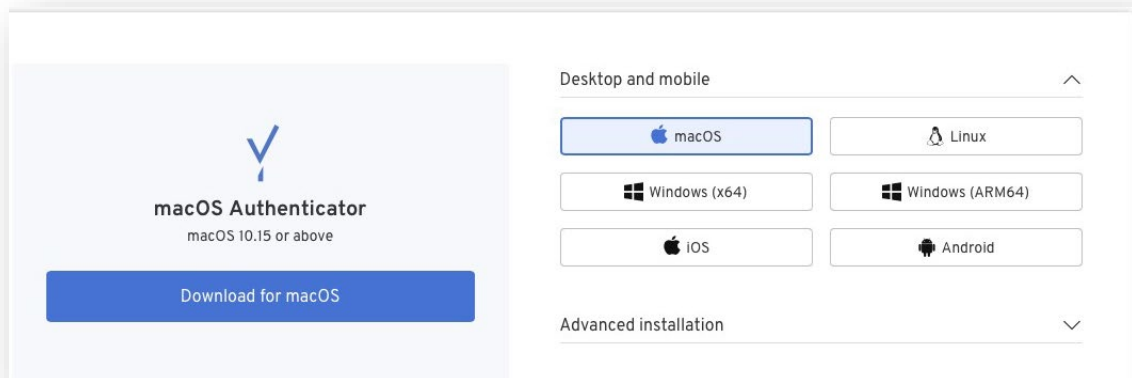 macOS Authenticator
macOS 10.15 or above
Download for macOS
Desktop and mobile
macOS
Linux
Windows (x64)
Windows (ARM64)
iOS
Android
Advanced installation